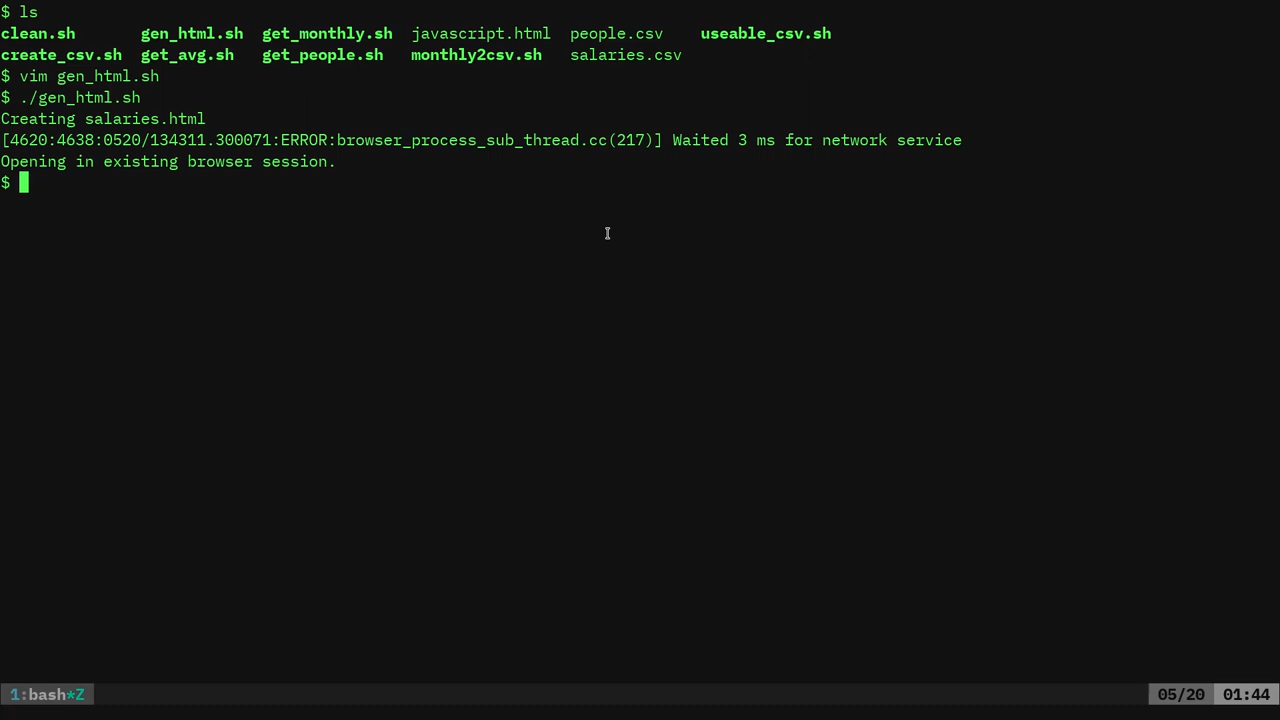 $ ls
clean.sh       gen_html.sh  get_monthly.sh  javascript.html  people.csv    useable_csv.sh
create_csv.sh  get_avg.sh   get_people.sh   monthly2csv.sh   salaries.csv
$ vim gen_html.sh
$ ./gen_html.sh
Creating salaries.html
[4620:4638:0520/134311.300071:ERROR:browser_process_sub_thread.cc(217)] Waited 3 ms for network service
Opening in existing browser session.
$
1:bash*Z 05/20 01:44